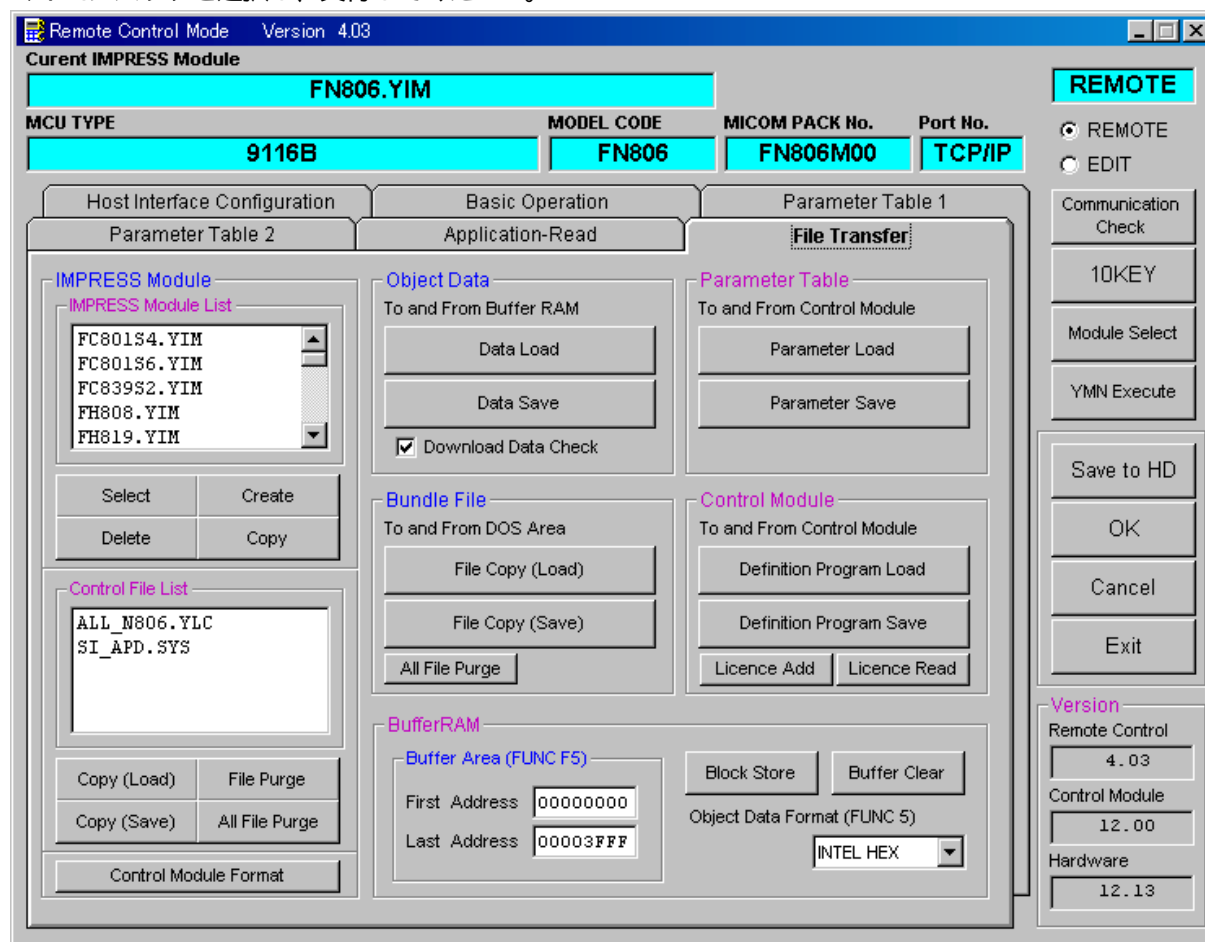 Remote Control Mode Version 4.03
Curent IMPRESS Module
FN806.YIM
REMOTE
MCU TYPE
MODEL CODE
MICOM PACK No.
Port No.
9116B
FN806
FN806M00
TCP/IP
REMOTE
EDIT
Host Interface Configuration
Basic Operation
Parameter Table 1
Parameter Table 2
Application-Read
File Transfer
Communication
Check
10KEY
Module Select
YMN Execute
Save to HD
OK
Cancel
Exit
IMPRESS Module
IMPRESS Module List
FC801S4.YIM
FC801S6.YIM
FC839S2.YIM
FH808.YIM
FH819.YIM
Select
Create
Delete
Copy
Control File List
ALL_N806.YLC
SI_APD.SYS
Copy (Load)
File Purge
Copy (Save)
All File Purge
Control Module Format
Object Data
To and From Buffer RAM
Data Load
Data Save
Download Data Check
Parameter Table
To and From Control Module
Parameter Load
Parameter Save
Bundle File
To and From DOS Area
File Copy (Load)
File Copy (Save)
All File Purge
Control Module
To and From Control Module
Definition Program Load
Definition Program Save
Licence Add
Licence Read
BufferRAM
Buffer Area (FUNC F5)
First Address 00000000
Last Address 00003FFF
Block Store
Buffer Clear
Object Data Format (FUNC 5)
INTEL HEX
Version
Remote Control
4.03
Control Module
12.00
Hardware
12.13